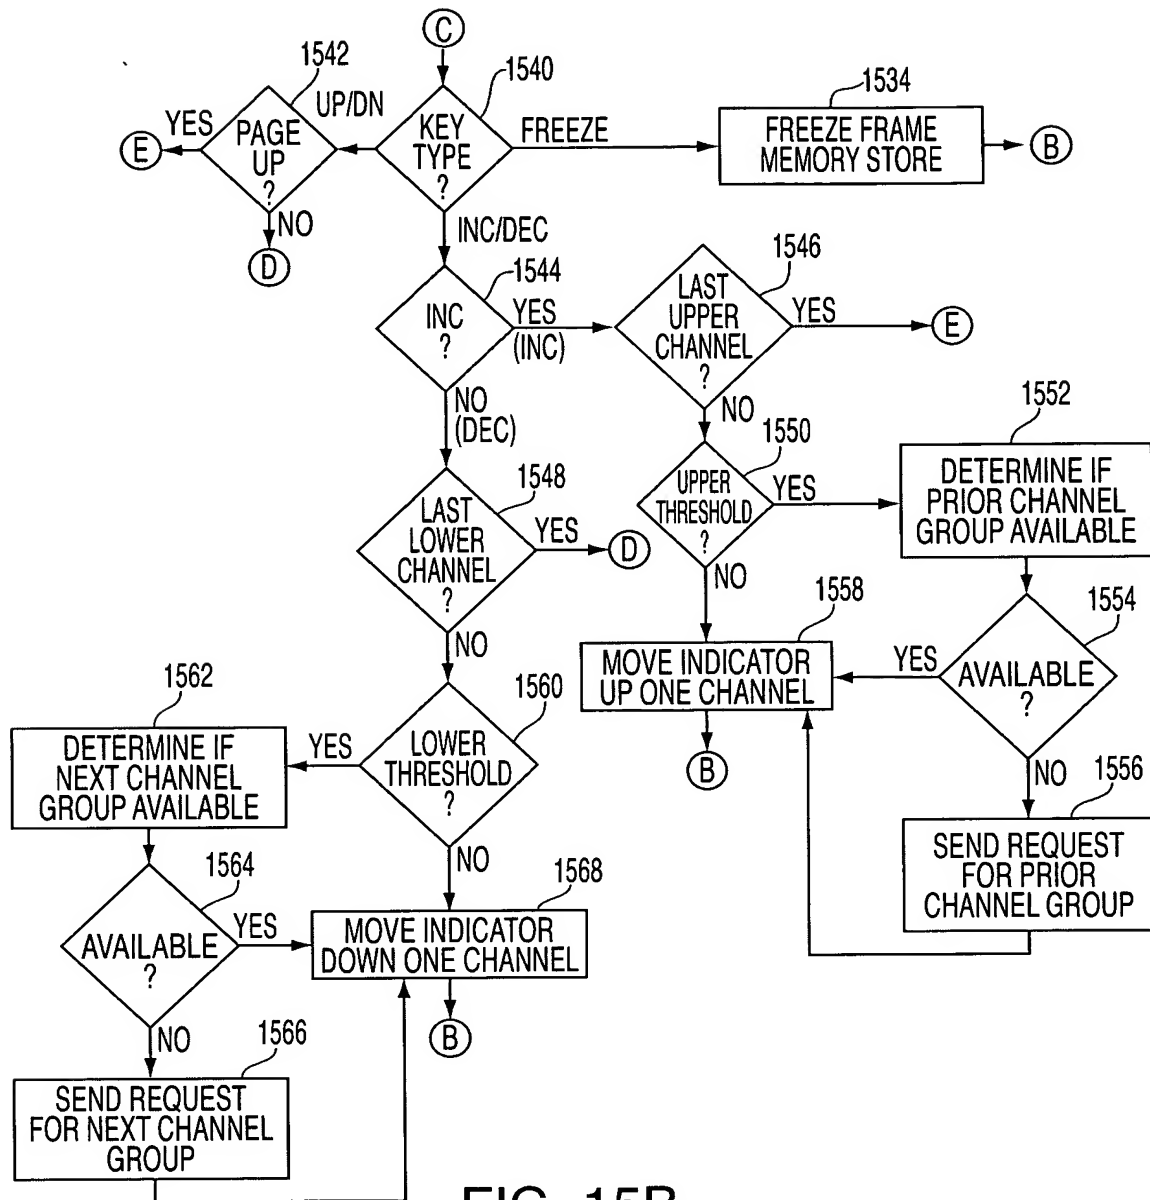 C
1542
1540
1534
UP/DN
YES
PAGE
UP
?
KEY
TYPE
?
FREEZE
FREEZE FRAME
MEMORY STORE
E
B
NO
D
INC/DEC
1544
1546
INC
?
YES
(INC)
LAST
UPPER
CHANNEL
?
YES
E
NO
(DEC)
NO
1552
1550
1548
UPPER
THRESHOLD
?
YES
DETERMINE IF
PRIOR CHANNEL
GROUP AVAILABLE
LAST
LOWER
CHANNEL
?
YES
D
NO
1558
1554
NO
MOVE INDICATOR
UP ONE CHANNEL
YES
AVAILABLE
?
1562
1560
B
DETERMINE IF
NEXT CHANNEL
GROUP AVAILABLE
YES
LOWER
THRESHOLD
?
NO
1556
SEND REQUEST
FOR PRIOR
CHANNEL GROUP
NO
1564
1568
AVAILABLE
?
YES
MOVE INDICATOR
DOWN ONE CHANNEL
B
NO
1566
SEND REQUEST
FOR NEXT CHANNEL
GROUP
FIG. 15B